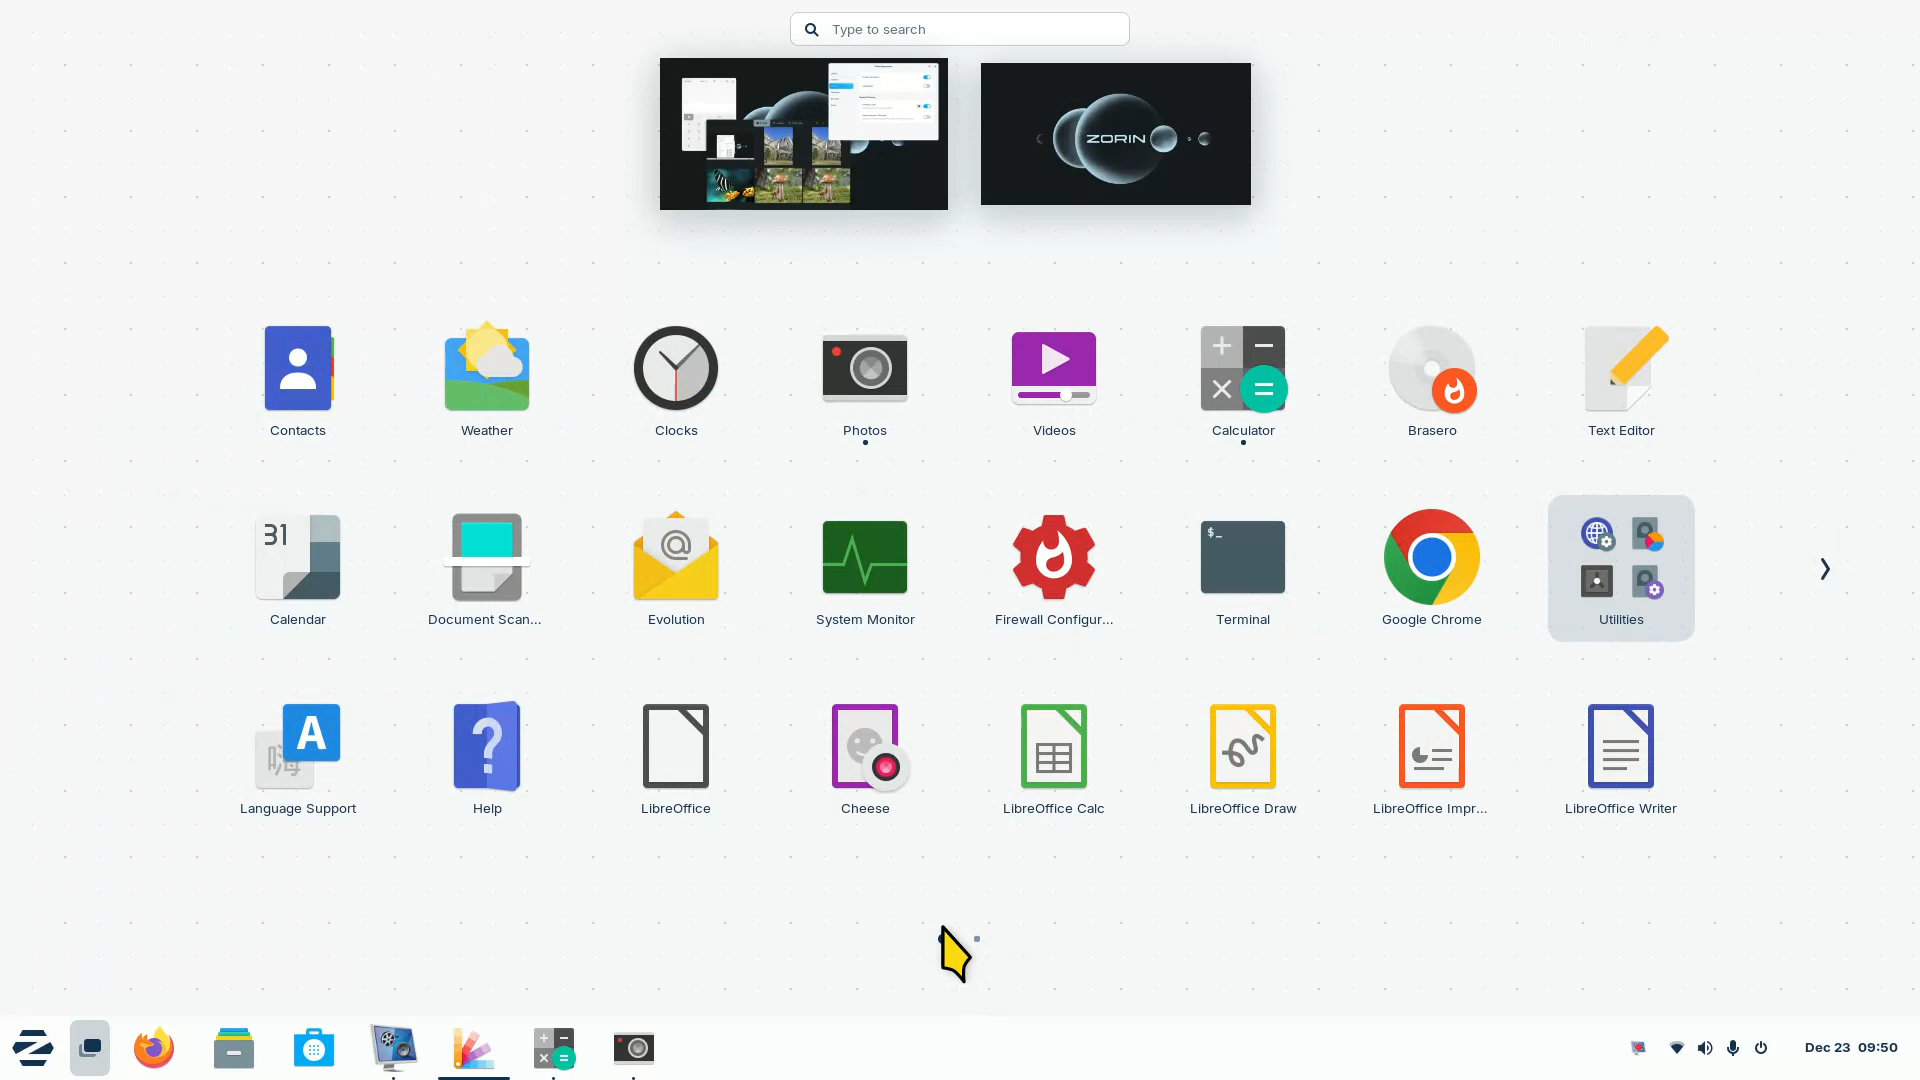 Type to search
ZORIN
Contacts
Weather
Clocks
Photos
Videos
Calculator
Brasero
Text Editor
31
@
$_
Calendar
Document Scan...
Evolution
System Monitor
Firewall Configur...
Terminal
Google Chrome
Utilities
A
嗨
?
Language Support
Help
LibreOffice
Cheese
LibreOffice Calc
LibreOffice Draw
LibreOffice Impr...
LibreOffice Writer
Dec 23 09:50